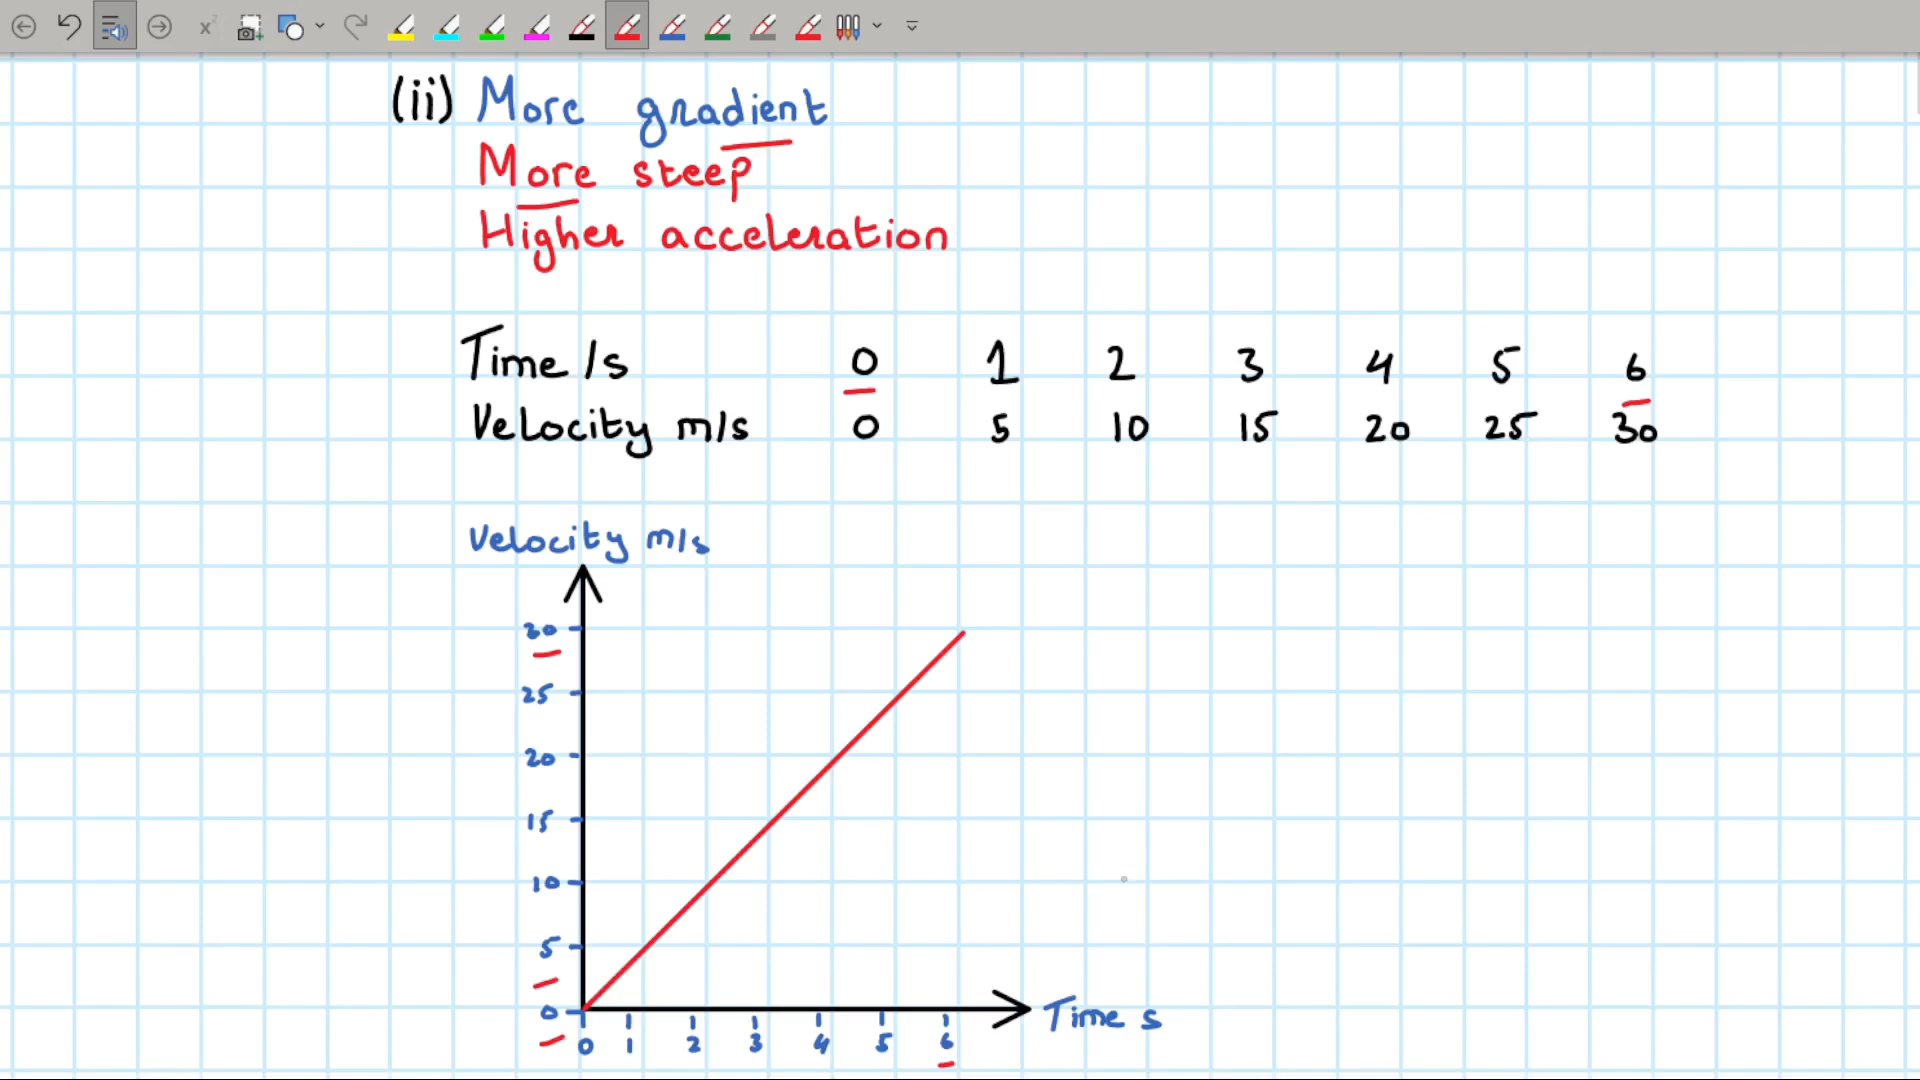 (ii) More gradient
More steep
Higher acceleration
Time /s 0 1 2 3 4 5 6
Velocity m/s 0 5 10 15 20 25 30
Velocity m/s
30
25
20
15
10
5
0
0 1 2 3 4 5 6
Time s